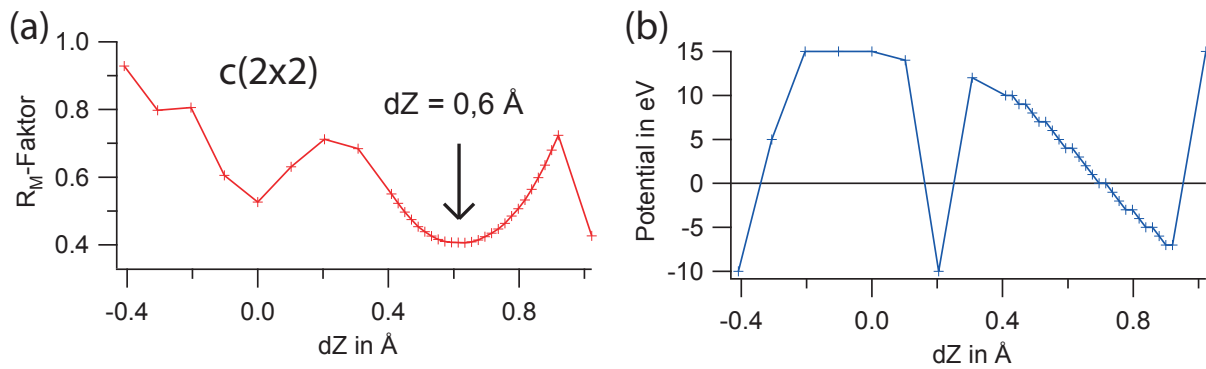 (a)
1.0
0.8
0.6
0.4
R_M-Faktor
c(2x2)
dZ = 0,6 Å
-0.4
0.0
0.4
0.8
dZ in Å
(b)
15
10
5
0
-5
-10
Potential in eV
-0.4
0.0
0.4
0.8
dZ in Å